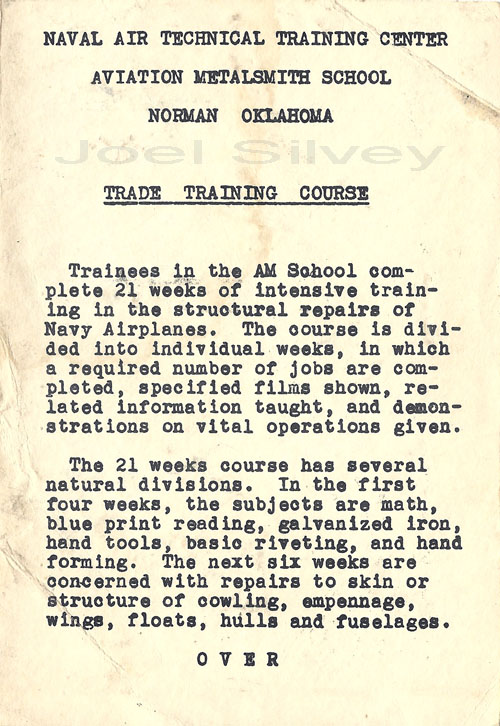 NAVAL AIR TECHNICAL TRAINING CENTER
AVIATION METALSMITH SCHOOL
NORMAN OKLAHOMA
Joel Silvey
TRADE TRAINING COURSE
Trainees in the AM School com-
plete 21 weeks of intensive train-
ing in the structural repairs of
Navy Airplanes. The course is divi-
ded into individual weeks, in which
a required number of jobs are com-
pleted, specified films shown, re-
lated information taught, and demon-
strations on vital operations given.
The 21 weeks course has several
natural divisions. In the first
four weeks, the subjects are math,
blue print reading, galvanized iron,
hand tools, basic riveting, and hand
forming. The next six weeks are
concerned with repairs to skin or
structure of cowling, empennage,
wings, floats, hulls and fuselages.
O V E R